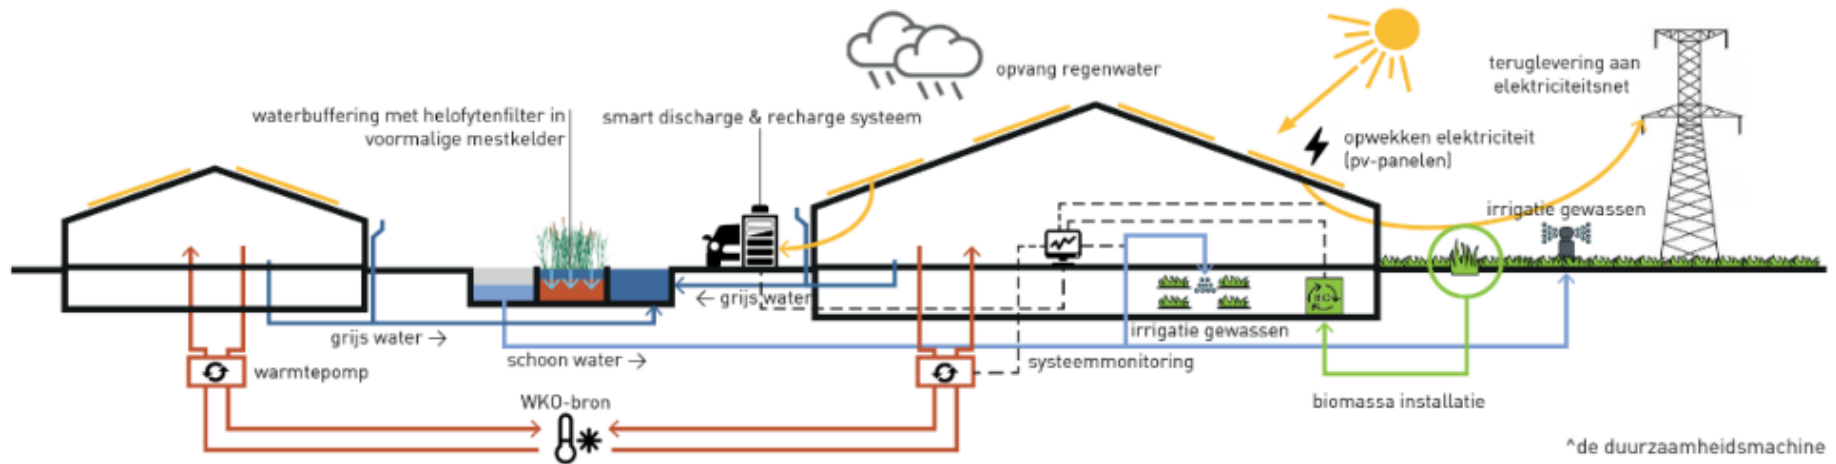 opvang regenwater
teruglevering aan
elektriciteitsnet
waterbuffering met helofytenfilter in
voormalige mestkelder
smart discharge & recharge systeem
opwekken elektriciteit
(pv-panelen)
irrigatie gewassen
← grijs water
grijs water →
irrigatie gewassen
schoon water →
systeemmonitoring
warmtepomp
WKO-bron
biomassa installatie
^de duurzaamheidsmachine